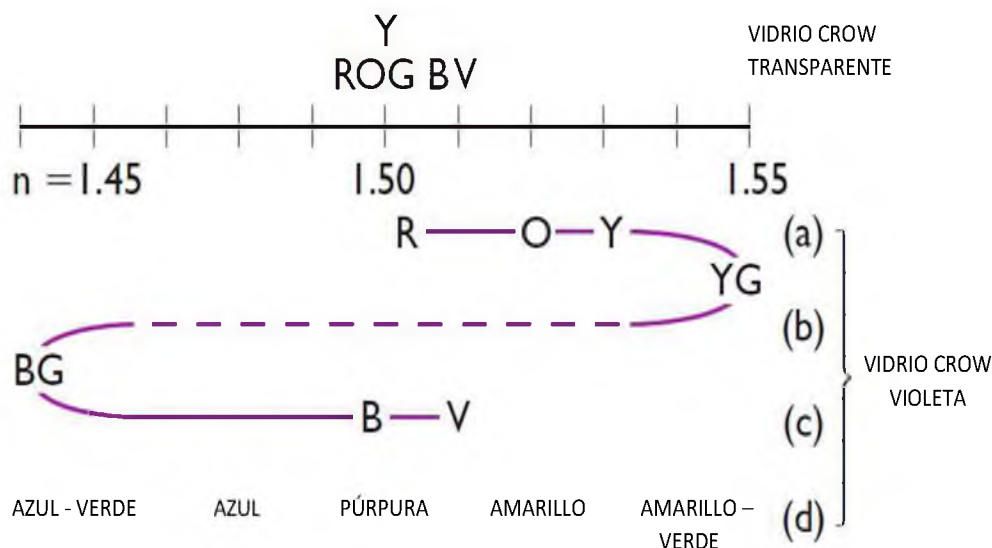 Y
ROG BV
VIDRIO CROW
TRANSPARENTE
n = 1.45 1.50 1.55
R O Y (a)
YG
(b)
BG
VIDRIO CROW
VIOLETA
B V (c)
AZUL - VERDE AZUL PÚRPURA AMARILLO AMARILLO –
VERDE
(d)